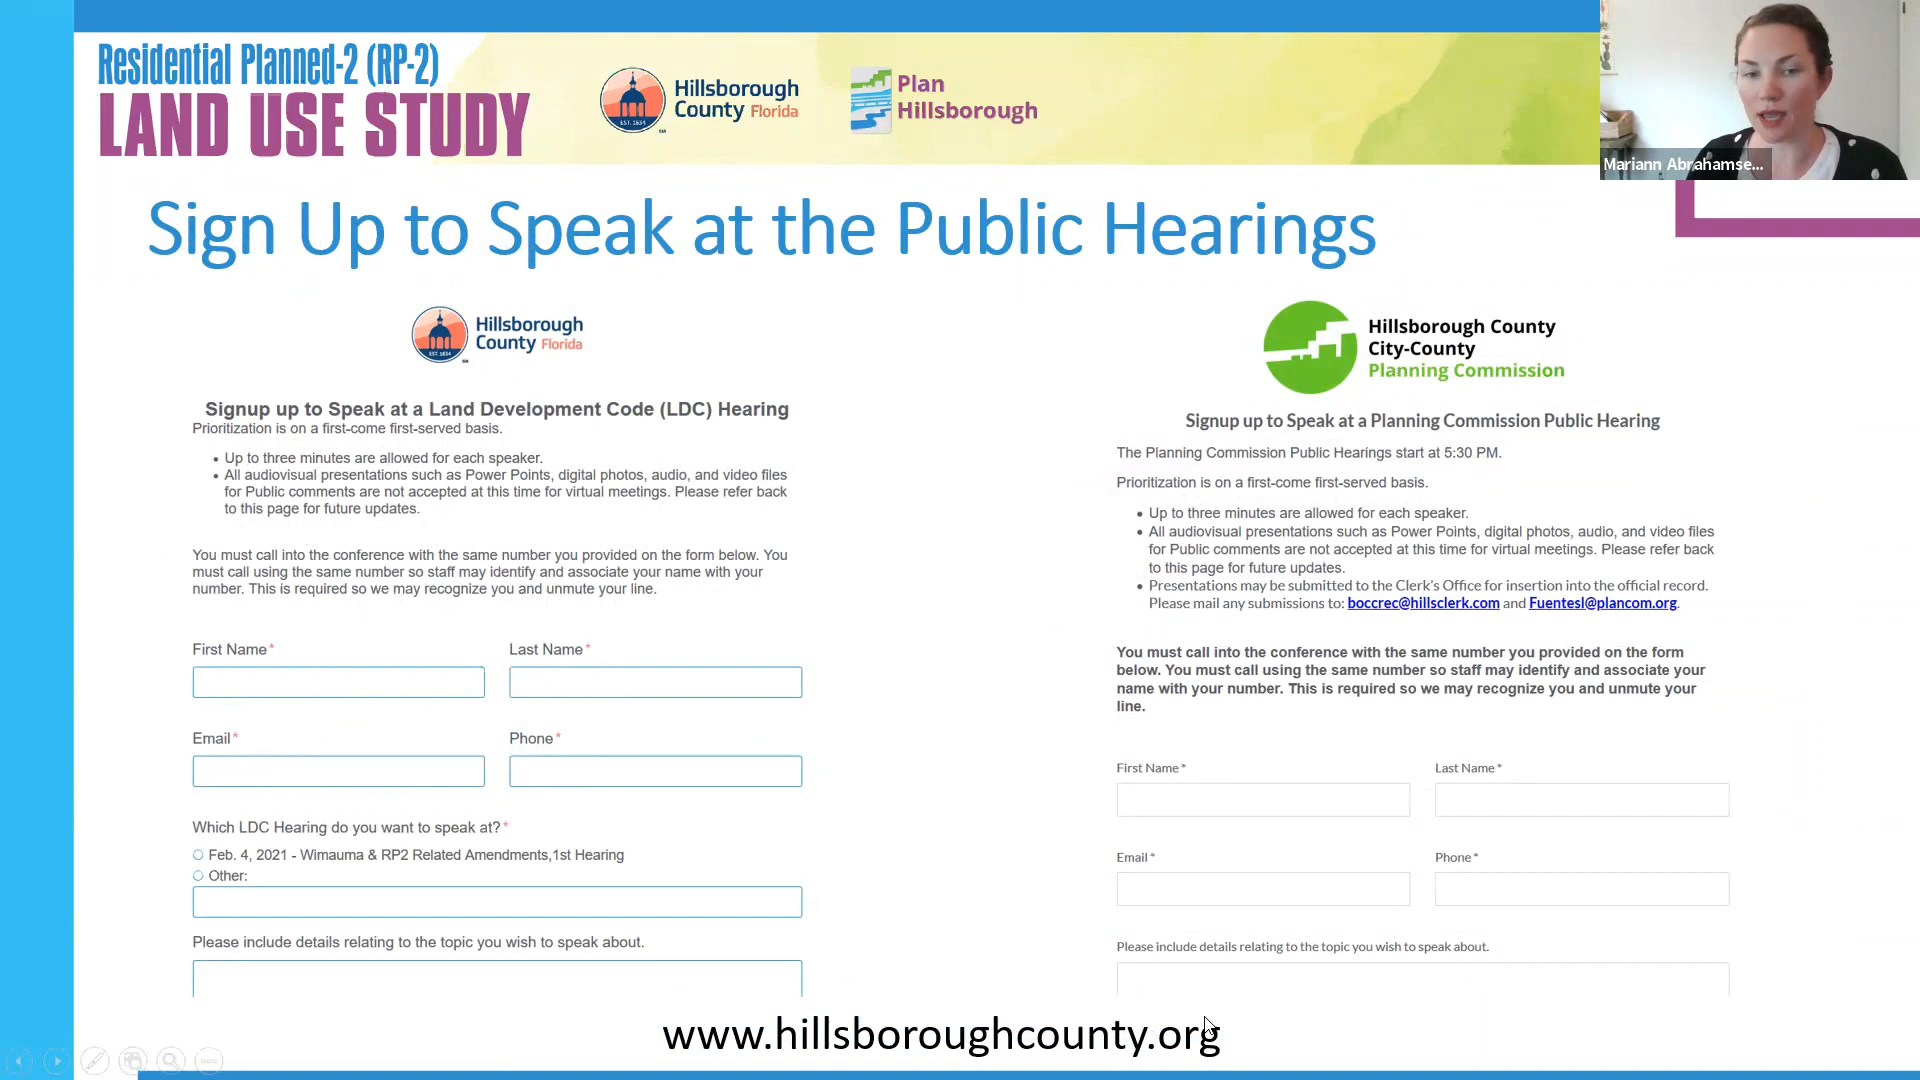 Residential Planned-2 (RP-2)
LAND USE STUDY
Hillsborough
County Florida
EST. 1834
SM
Plan
Hillsborough
Mariann Abrahamse...
Sign Up to Speak at the Public Hearings
Hillsborough
County Florida
EST. 1834
SM
Signup up to Speak at a Land Development Code (LDC) Hearing
Prioritization is on a first-come first-served basis.
• Up to three minutes are allowed for each speaker.
• All audiovisual presentations such as Power Points, digital photos, audio, and video files
for Public comments are not accepted at this time for virtual meetings. Please refer back
to this page for future updates.
You must call into the conference with the same number you provided on the form below. You
must call using the same number so staff may identify and associate your name with your
number. This is required so we may recognize you and unmute your line.
First Name* Last Name*
Email* Phone*
Which LDC Hearing do you want to speak at?*
Feb. 4, 2021 - Wimauma & RP2 Related Amendments,1st Hearing
Other:
Please include details relating to the topic you wish to speak about.
Hillsborough County
City-County
Planning Commission
Signup up to Speak at a Planning Commission Public Hearing
The Planning Commission Public Hearings start at 5:30 PM.
Prioritization is on a first-come first-served basis.
• Up to three minutes are allowed for each speaker.
• All audiovisual presentations such as Power Points, digital photos, audio, and video files
for Public comments are not accepted at this time for virtual meetings. Please refer back
to this page for future updates.
• Presentations may be submitted to the Clerk's Office for insertion into the official record.
Please mail any submissions to: boccrec@hillsclerk.com and Fuentesl@plancom.org.
You must call into the conference with the same number you provided on the form
below. You must call using the same number so staff may identify and associate your
name with your number. This is required so we may recognize you and unmute your
line.
First Name* Last Name*
Email* Phone*
Please include details relating to the topic you wish to speak about.
www.hillsboroughcounty.org